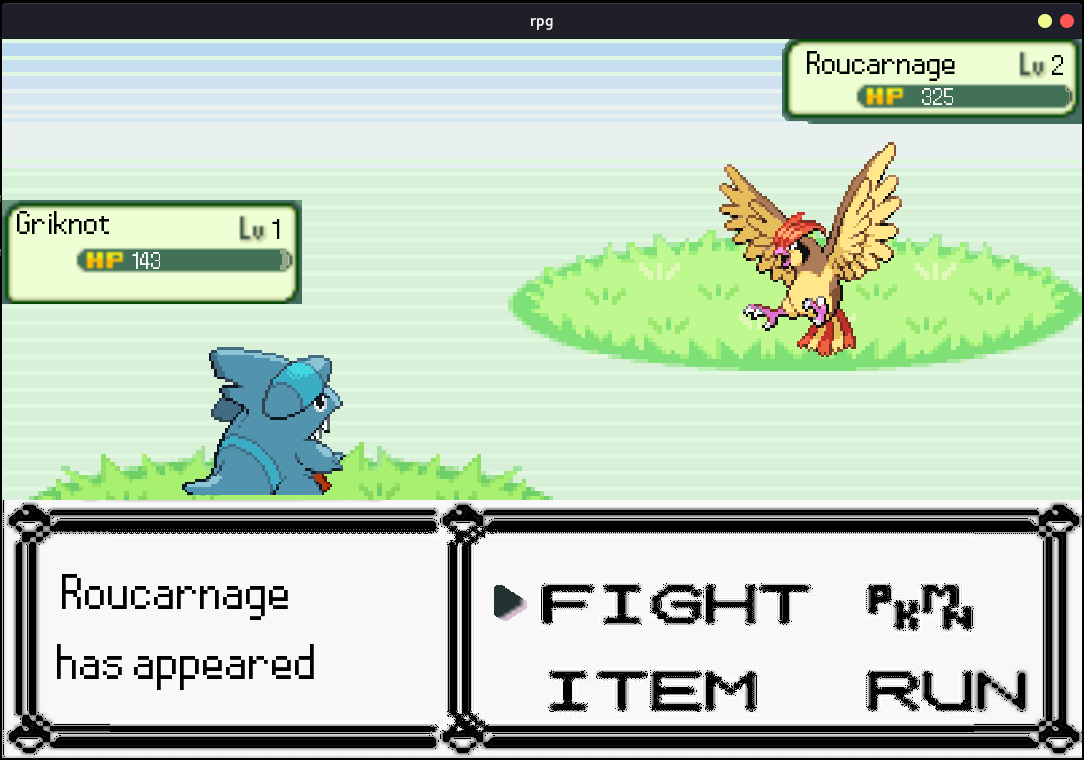 rpg
Roucarnage Lv 2
HP 325
Griknot Lv 1
HP 143
Roucarnage
has appeared
FIGHT PKMN
ITEM RUN